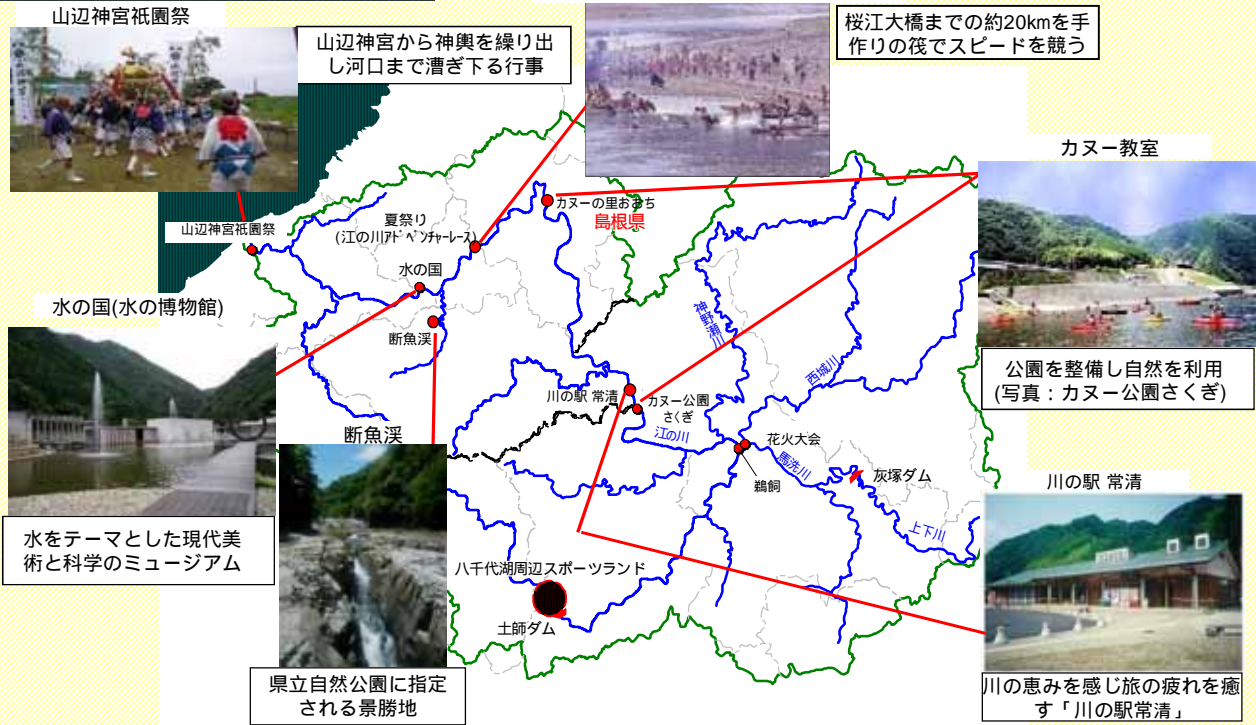 山辺神宮祇園祭
山辺神宮から神輿を繰り出
し河口まで漕ぎ下る行事
桜江大橋までの約20kmを手
作りの筏でスピードを競う
カヌー教室
公園を整備し自然を利用
(写真：カヌー公園さくぎ)
山辺神宮祇園祭
夏祭り
(江の川ｱﾄﾞﾍﾞﾝﾁャーレース)
カヌーの里おおち
島根県
水の国
断魚渓
水の国(水の博物館)
水をテーマとした現代美
術と科学のミュージアム
断魚渓
県立自然公園に指定
される景勝地
神野瀬川
西城川
川の駅 常清
カヌー公園
さくぎ
江の川
花火大会
馬洗川
鵜飼
灰塚ダム
上下川
八千代湖周辺スポーツランド
土師ダム
川の駅 常清
川の恵みを感じ旅の疲れを癒
す「川の駅常清」